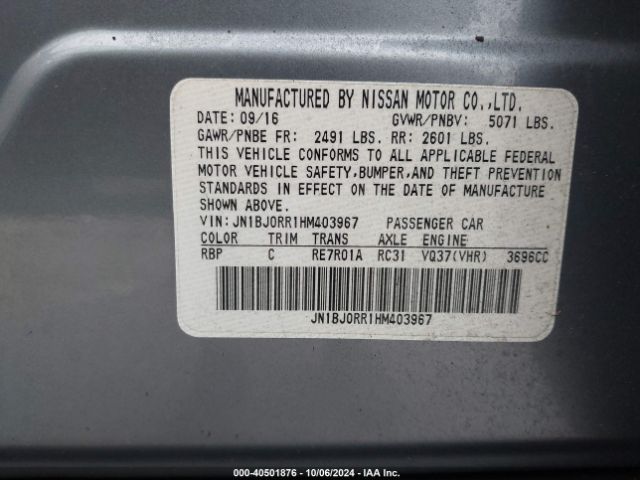 MANUFACTURED BY NISSAN MOTOR CO.,LTD.
DATE: 09/16 GVWR/PNBV: 5071 LBS.
GAWR/PNBE FR: 2491 LBS. RR: 2601 LBS.
THIS VEHICLE CONFORMS TO ALL APPLICABLE FEDERAL
MOTOR VEHICLE SAFETY,BUMPER,AND THEFT PREVENTION
STANDARDS IN EFFECT ON THE DATE OF MANUFACTURE
SHOWN ABOVE.
VIN:JN1BJ0RR1HM403967 PASSENGER CAR
COLOR TRIM TRANS AXLE ENGINE
RBP C RE7R01A RC31 VQ37(VHR) 3696CC
JN1BJ0RR1HM403967
000-40501876 - 10/06/2024 - IAA Inc.